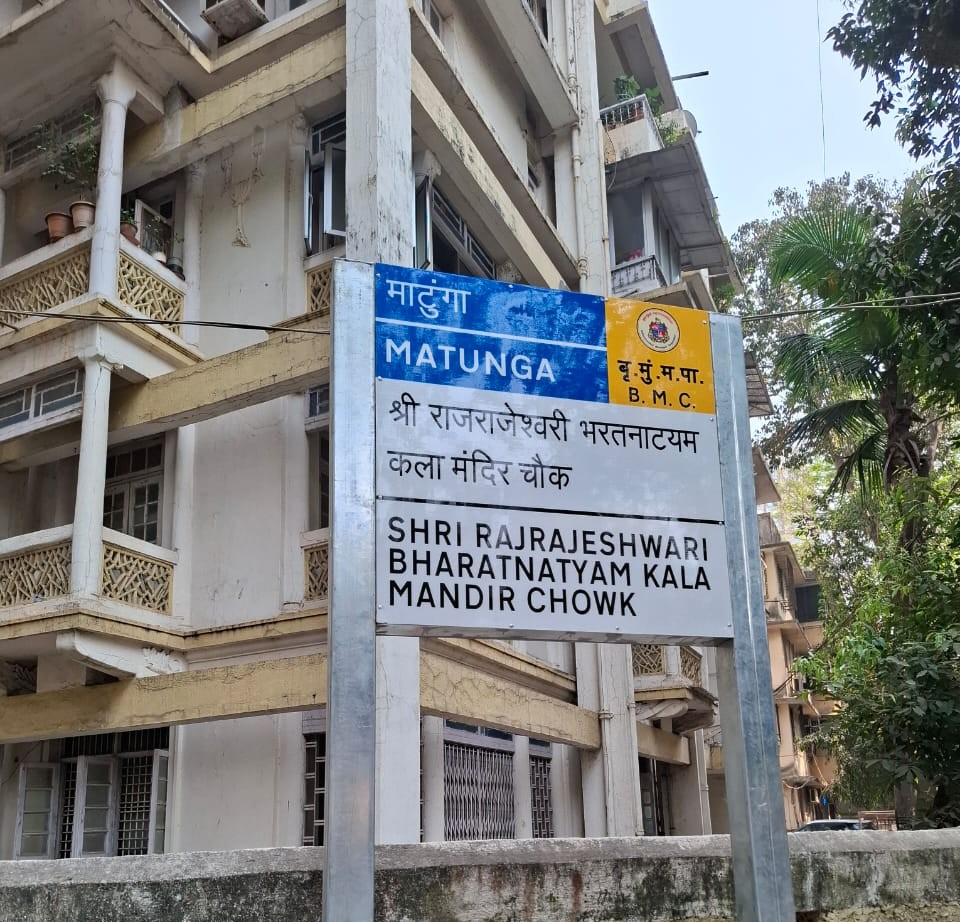 माटुंगा
MATUNGA
बृ.मुं.म.पा.
B. M. C.
श्री राजराजेश्वरी भरतनाटयम
कला मंदिर चौक
SHRI RAJRAJESHWARI
BHARATNATYAM KALA
MANDIR CHOWK